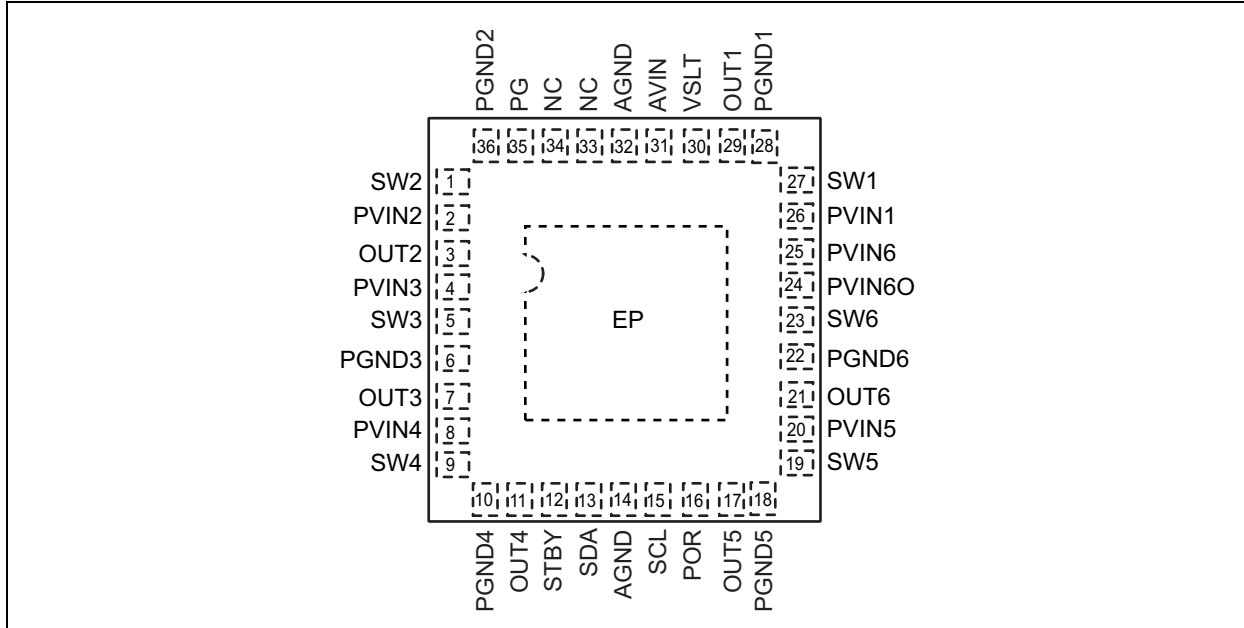 PGND2 PG NC NC AGND AVIN VSLT OUT1 PGND1
36 35 34 33 32 31 30 29 28
SW2 1 27 SW1
PVIN2 2 26 PVIN1
OUT2 3 25 PVIN6
PVIN3 4 24 PVIN6O
SW3 5 EP 23 SW6
PGND3 6 22 PGND6
OUT3 7 21 OUT6
PVIN4 8 20 PVIN5
SW4 9 19 SW5
10 11 12 13 14 15 16 17 18
PGND4 OUT4 STBY SDA AGND SCL POR OUT5 PGND5